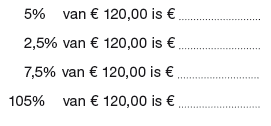 5% van € 120,00 is € ........................
2,5% van € 120,00 is € ........................
7,5% van € 120,00 is € ........................
105% van € 120,00 is € ........................